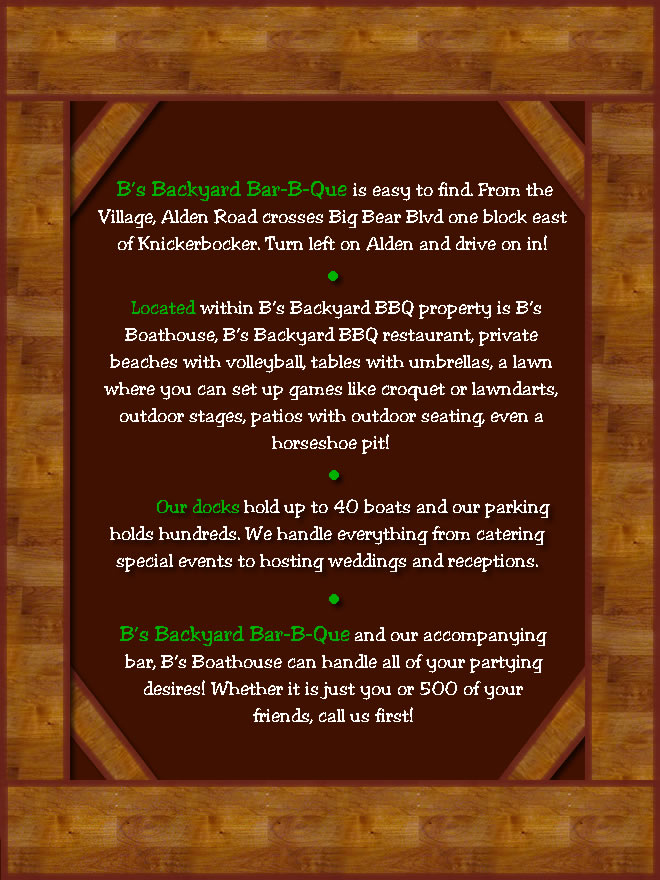 B's Backyard Bar-B-Que is easy to find. From the
Village, Alden Road crosses Big Bear Blvd one block east
of Knickerbocker. Turn left on Alden and drive on in!
Located within B's Backyard BBQ property is B's
Boathouse, B's Backyard BBQ restaurant, private
beaches with volleyball, tables with umbrellas, a lawn
where you can set up games like croquet or lawndarts,
outdoor stages, patios with outdoor seating, even a
horseshoe pit!
Our docks hold up to 40 boats and our parking
holds hundreds. We handle everything from catering
special events to hosting weddings and receptions.
B's Backyard Bar-B-Que and our accompanying
bar, B's Boathouse can handle all of your partying
desires! Whether it is just you or 500 of your
friends, call us first!